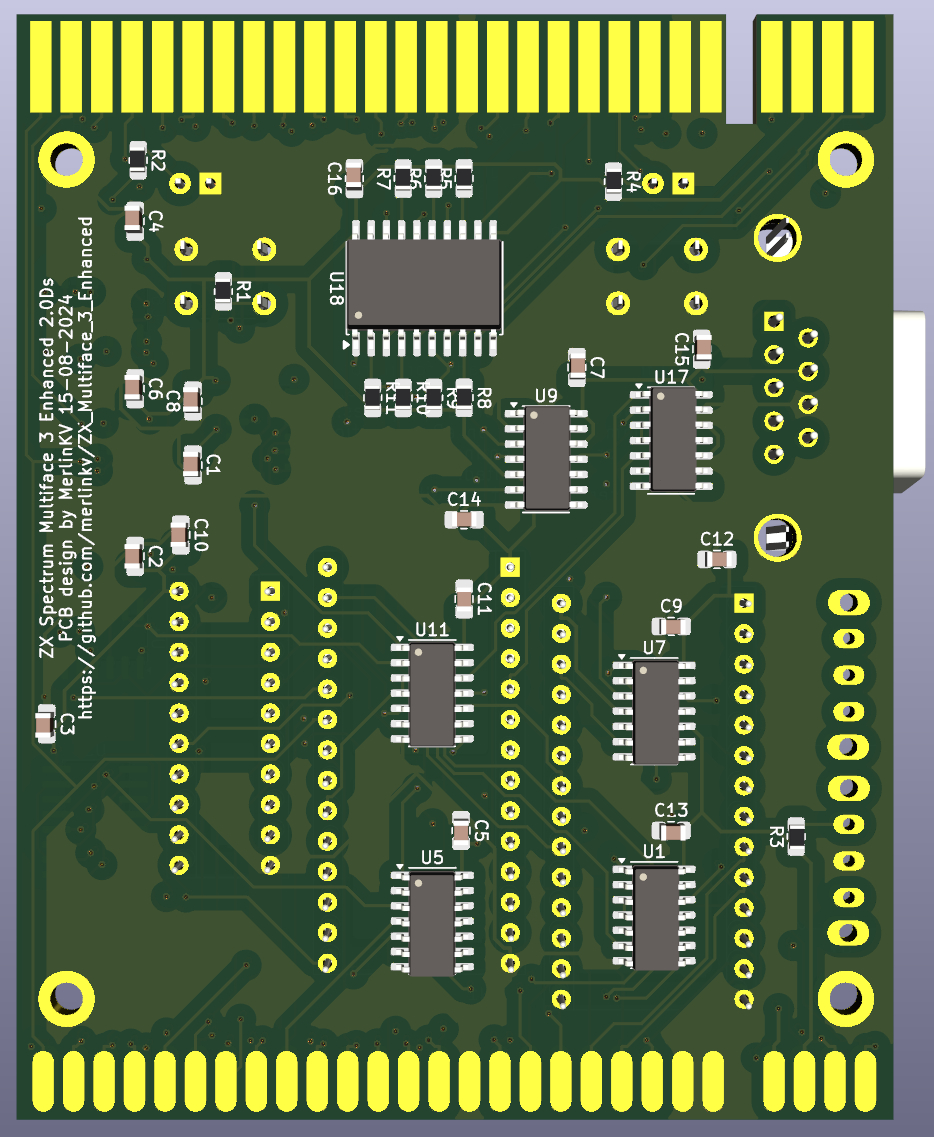 R2
C4
R1
C16
R7
R6
R5
R4
U18
C15
C7
U17
U9
C6
C8
R11
R10
R9
R8
C1
ZX Spectrum Multiface 3 Enhanced 2.0Ds
PCB design by MerlinKV 15-08-2024
https://github.com/merlinkv/ZX_Multiface_3_Enhanced
C14
C10
C2
C12
C11
C9
U11
U7
C3
C13
C5
R3
U5
U1